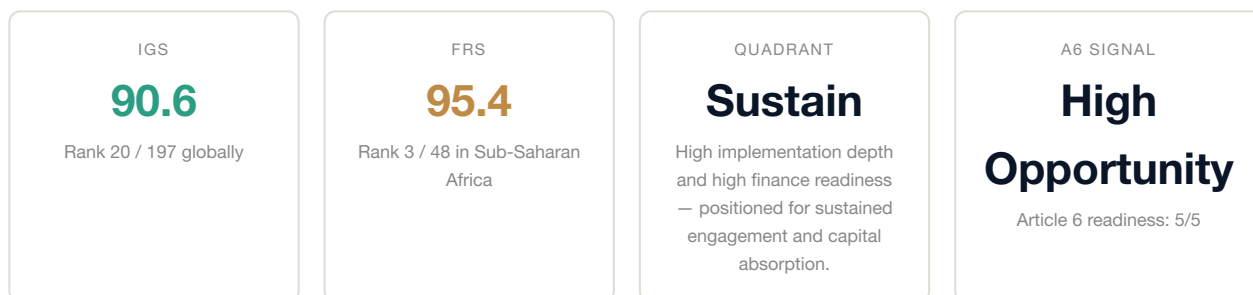 IGS
90.6
Rank 20 / 197 globally
FRS
95.4
Rank 3 / 48 in Sub-Saharan
Africa
QUADRANT
Sustain
High implementation depth
and high finance readiness
— positioned for sustained
engagement and capital
absorption.
A6 SIGNAL
High
Opportunity
Article 6 readiness: 5/5